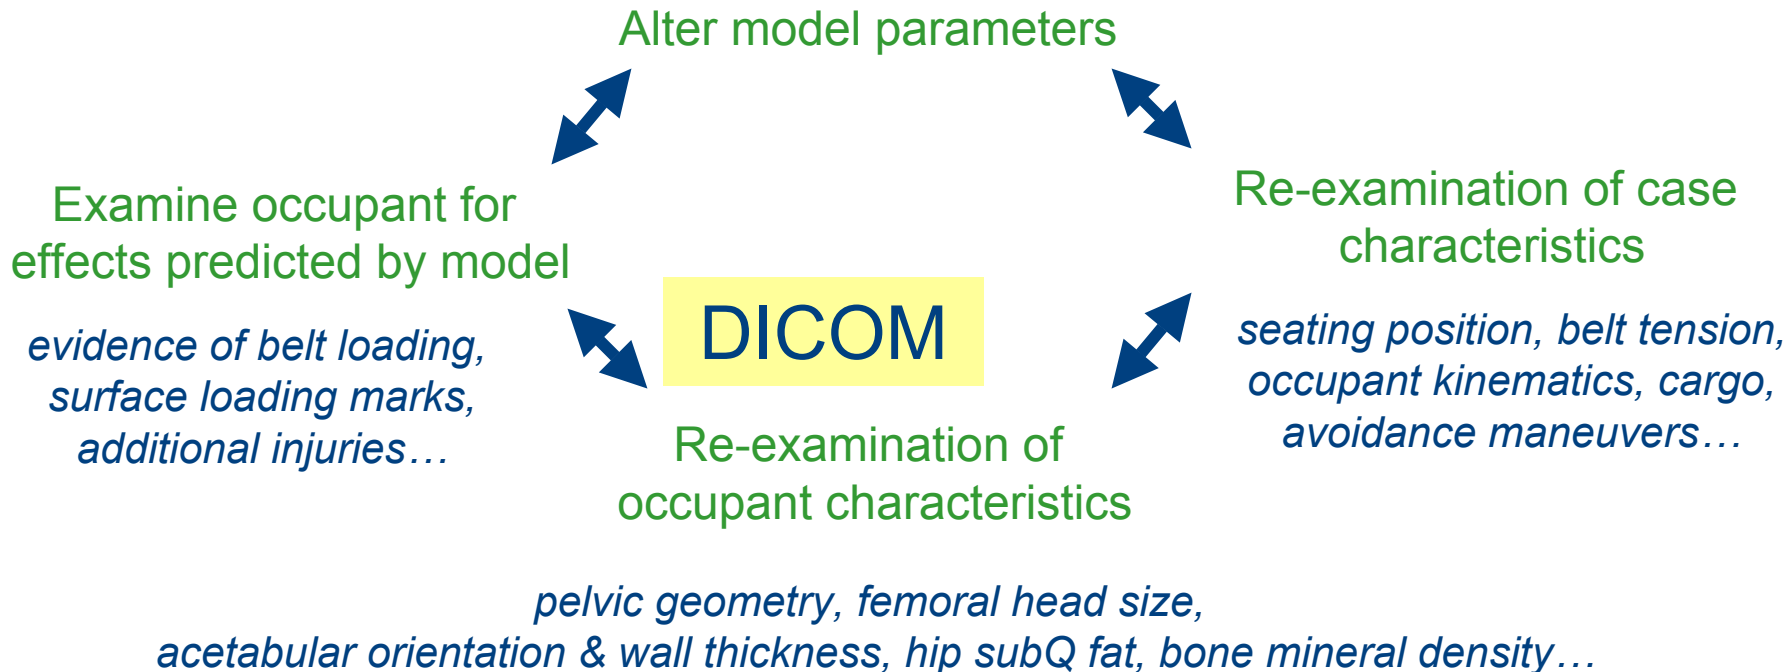 Alter model parameters
Examine occupant for
effects predicted by model
evidence of belt loading,
surface loading marks,
additional injuries…
DICOM
Re-examination of case
characteristics
seating position, belt tension,
occupant kinematics, cargo,
avoidance maneuvers…
Re-examination of
occupant characteristics
pelvic geometry, femoral head size,
acetabular orientation & wall thickness, hip subQ fat, bone mineral density…